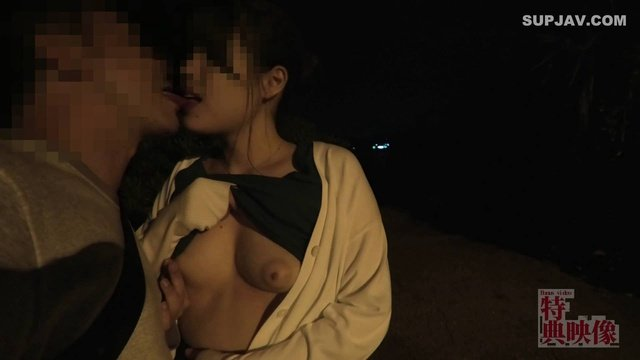 SUPJAV.COM
Bonus video
特
典映像